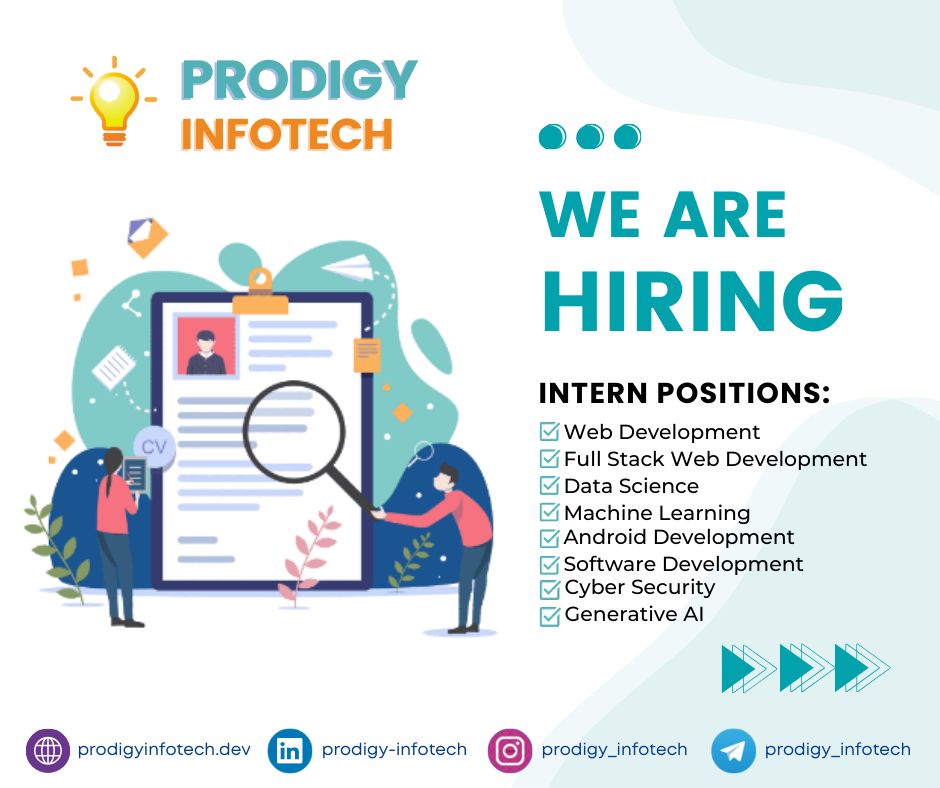 PRODIGY
INFOTECH
WE ARE
HIRING
CV
INTERN POSITIONS:
Web Development
Full Stack Web Development
Data Science
Machine Learning
Android Development
Software Development
Cyber Security
Generative AI
prodigyinfotech.dev
in
prodigy-infotech
prodigy_infotech
prodigy_infotech